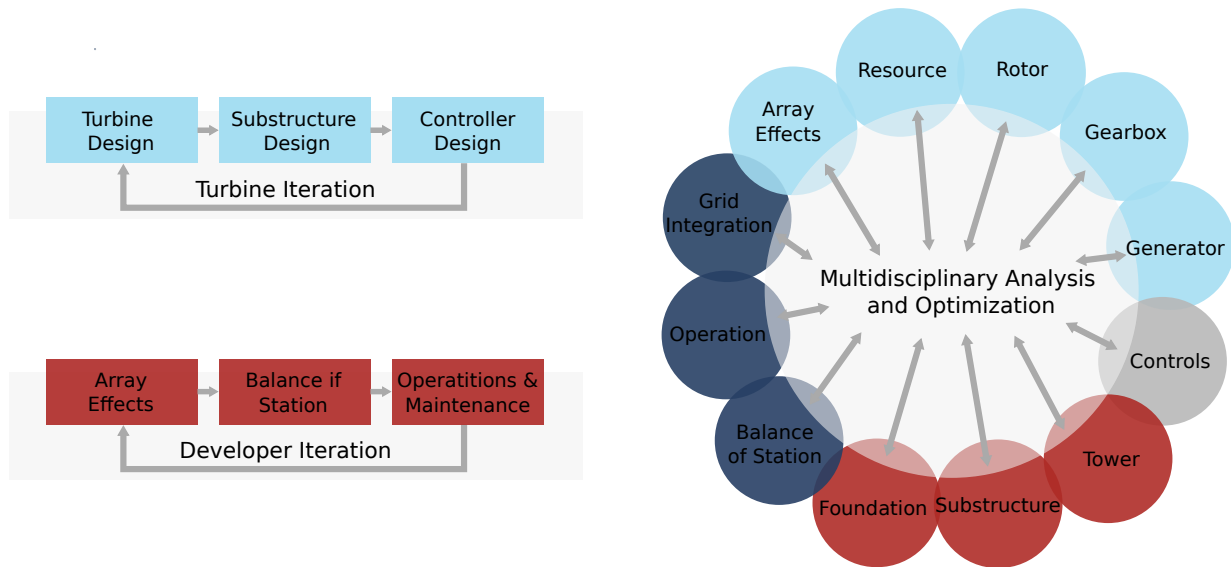 Turbine
Design
Substructure
Design
Controller
Design
Turbine Iteration
Array
Effects
Balance if
Station
Operatitions &
Maintenance
Developer Iteration
Resource
Rotor
Array
Effects
Gearbox
Grid
Integration
Generator
Multidisciplinary Analysis
and Optimization
Operation
Controls
Balance
of Station
Tower
Foundation
Substructure